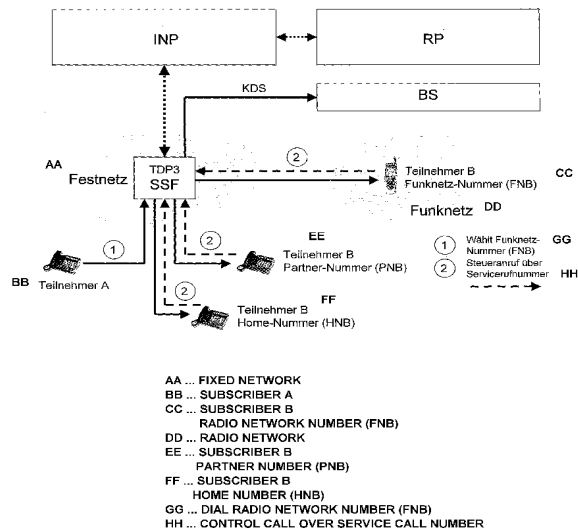 INP
RP
KDS
BS
AA
Festnetz
TDP3
SSF
2
Teilnehmer B
Funknetz-Nummer (FNB)
CC
Funknetz DD
1
2
EE
Teilnehmer B
Partner-Nummer (PNB)
BB Teilnehmer A
2
FF
Teilnehmer B
Home-Nummer (HNB)
1 Wählt Funknetz-
Nummer (FNB)
GG
2 Steueranruf über
Servicerufnummer
HH
AA ... FIXED NETWORK
BB ... SUBSCRIBER A
CC ... SUBSCRIBER B
RADIO NETWORK NUMBER (FNB)
DD ... RADIO NETWORK
EE ... SUBSCRIBER B
PARTNER NUMBER (PNB)
FF ... SUBSCRIBER B
HOME NUMBER (HNB)
GG ... DIAL RADIO NETWORK NUMBER (FNB)
HH ... CONTROL CALL OVER SERVICE CALL NUMBER